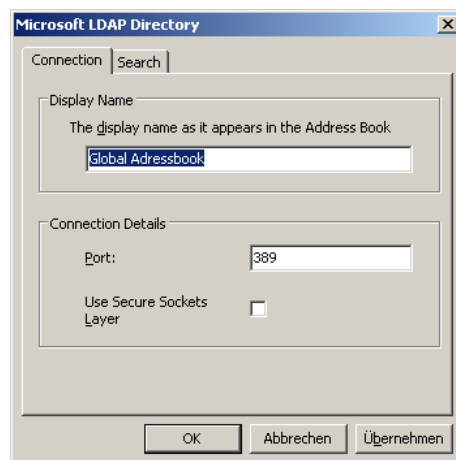 Microsoft LDAP Directory
Connection
Search
Display Name
The display name as it appears in the Address Book
Global Adressbook
Connection Details
Port:
389
Use Secure Sockets
Layer
OK
Abbrechen
Übernehmen